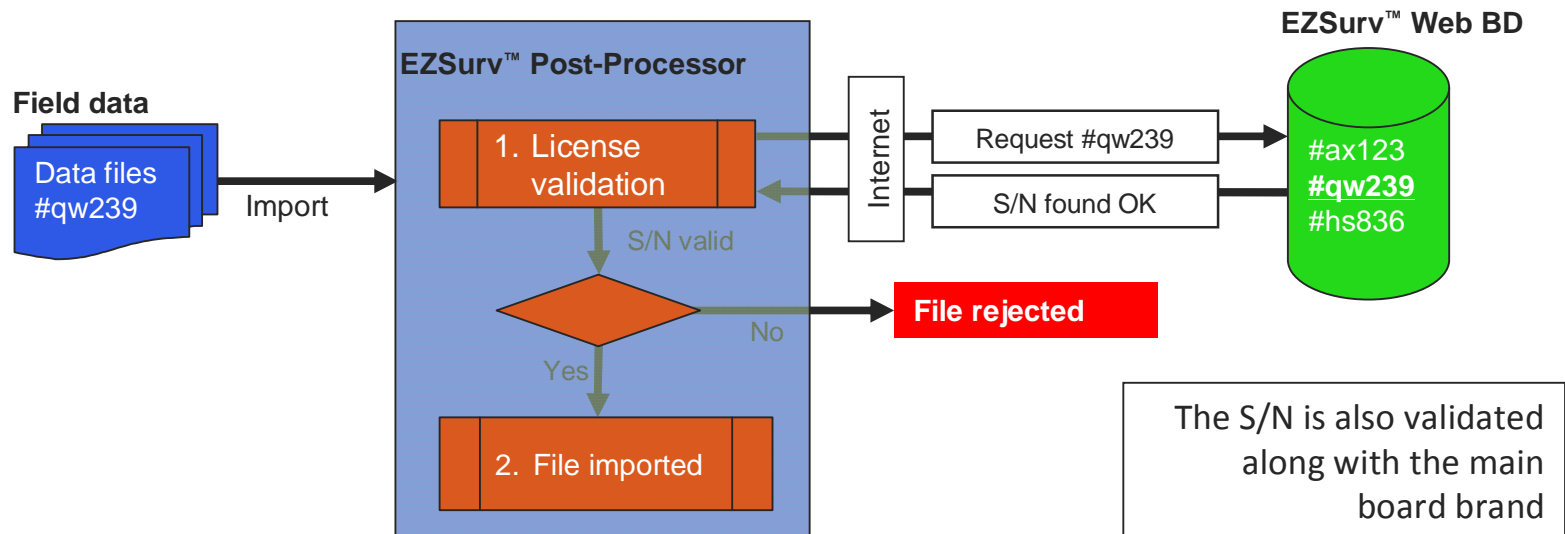 EZSurv™ Web BD
EZSurv™ Post-Processor
Field data
Data files
#qw239
Import
1. License
validation
Internet
Request #qw239
S/N found OK
#ax123
#qw239
#hs836
S/N valid
No
File rejected
Yes
2. File imported
The S/N is also validated
along with the main
board brand